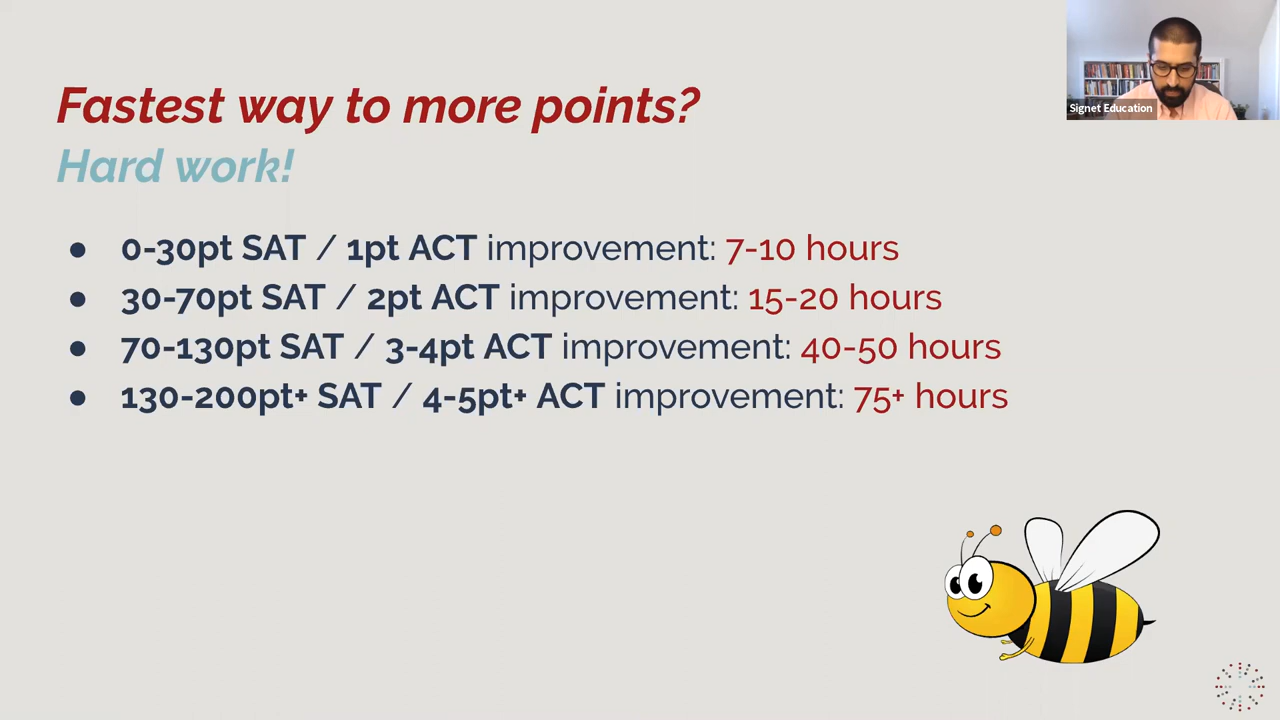 Signet Education
Fastest way to more points?
Hard work!
● 0-30pt SAT / 1pt ACT improvement: 7-10 hours
● 30-70pt SAT / 2pt ACT improvement: 15-20 hours
● 70-130pt SAT / 3-4pt ACT improvement: 40-50 hours
● 130-200pt+ SAT / 4-5pt+ ACT improvement: 75+ hours